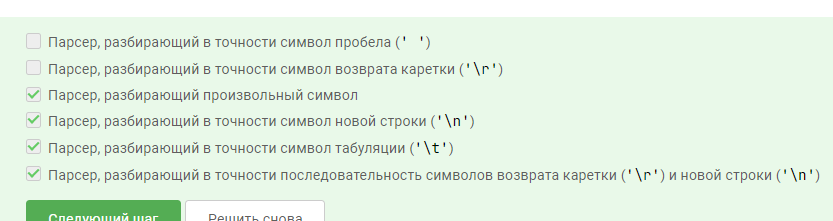 Парсер, разбирающий в точности символ пробела (' ')
Парсер, разбирающий в точности символ возврата каретки ('\r')
Парсер, разбирающий произвольный символ
Парсер, разбирающий в точности символ новой строки ('\n')
Парсер, разбирающий в точности символ табуляции ('\t')
Парсер, разбирающий в точности последовательность символов возврата каретки ('\r') и новой строки ('\n')
Следующий шаг Решить снова